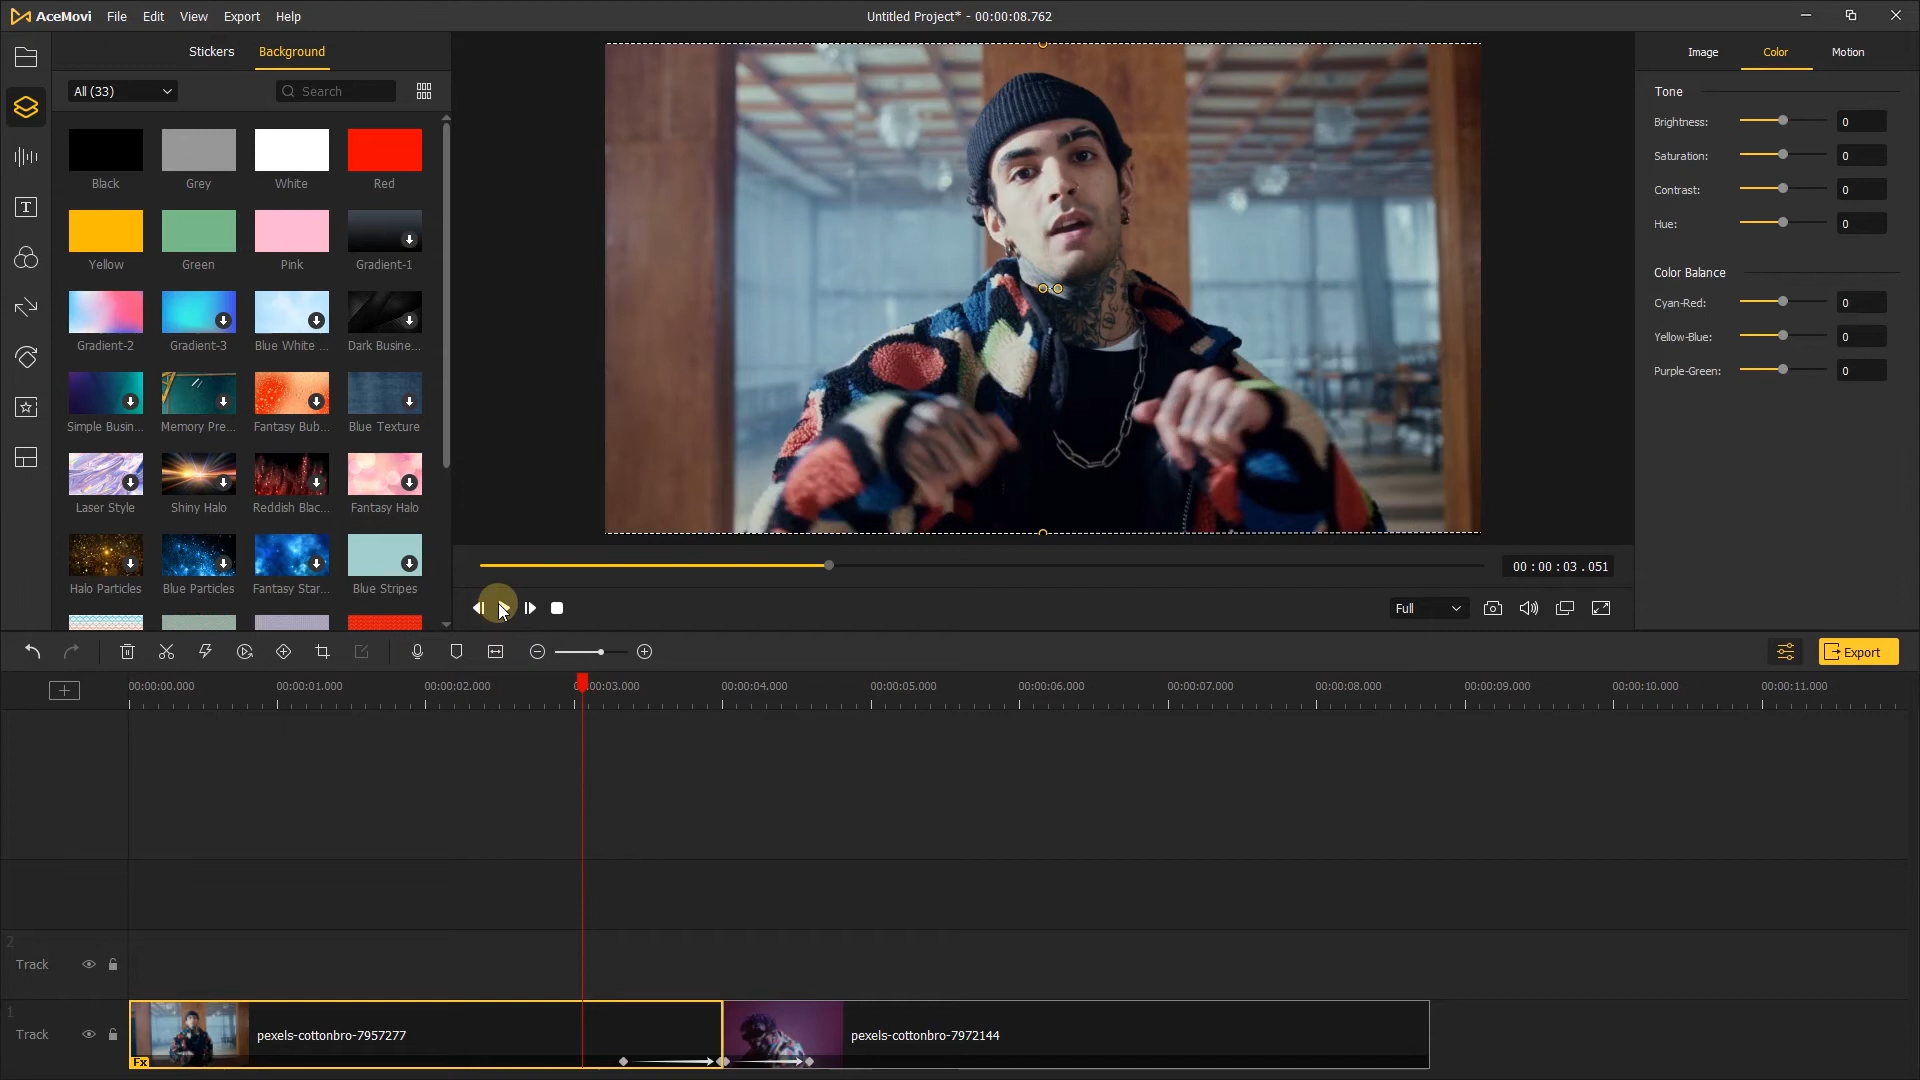 AceMovi File Edit View Export Help Untitled Project* - 00:00:08.762
Stickers Background
All (33) Search
Black Grey White Red
Yellow Green Pink Gradient-1
Gradient-2 Gradient-3 Blue White ... Dark Busine...
Simple Busin... Memory Pre... Fantasy Bub... Blue Texture
Laser Style Shiny Halo Reddish Blac... Fantasy Halo
Halo Particles Blue Particles Fantasy Star... Blue Stripes
00 : 00 : 03 .051
Full
Image Color Motion
Tone
Brightness: 0
Saturation: 0
Contrast: 0
Hue: 0
Color Balance
Cyan-Red: 0
Yellow-Blue: 0
Purple-Green: 0
Export
00:00:00.000 00:00:01.000 00:00:02.000 00:00:03.000 00:00:04.000 00:00:05.000 00:00:06.000 00:00:07.000 00:00:08.000 00:00:09.000 00:00:10.000 00:00:11.000
2
Track
1
Track
pexels-cottonbro-7957277 pexels-cottonbro-7972144
Fx